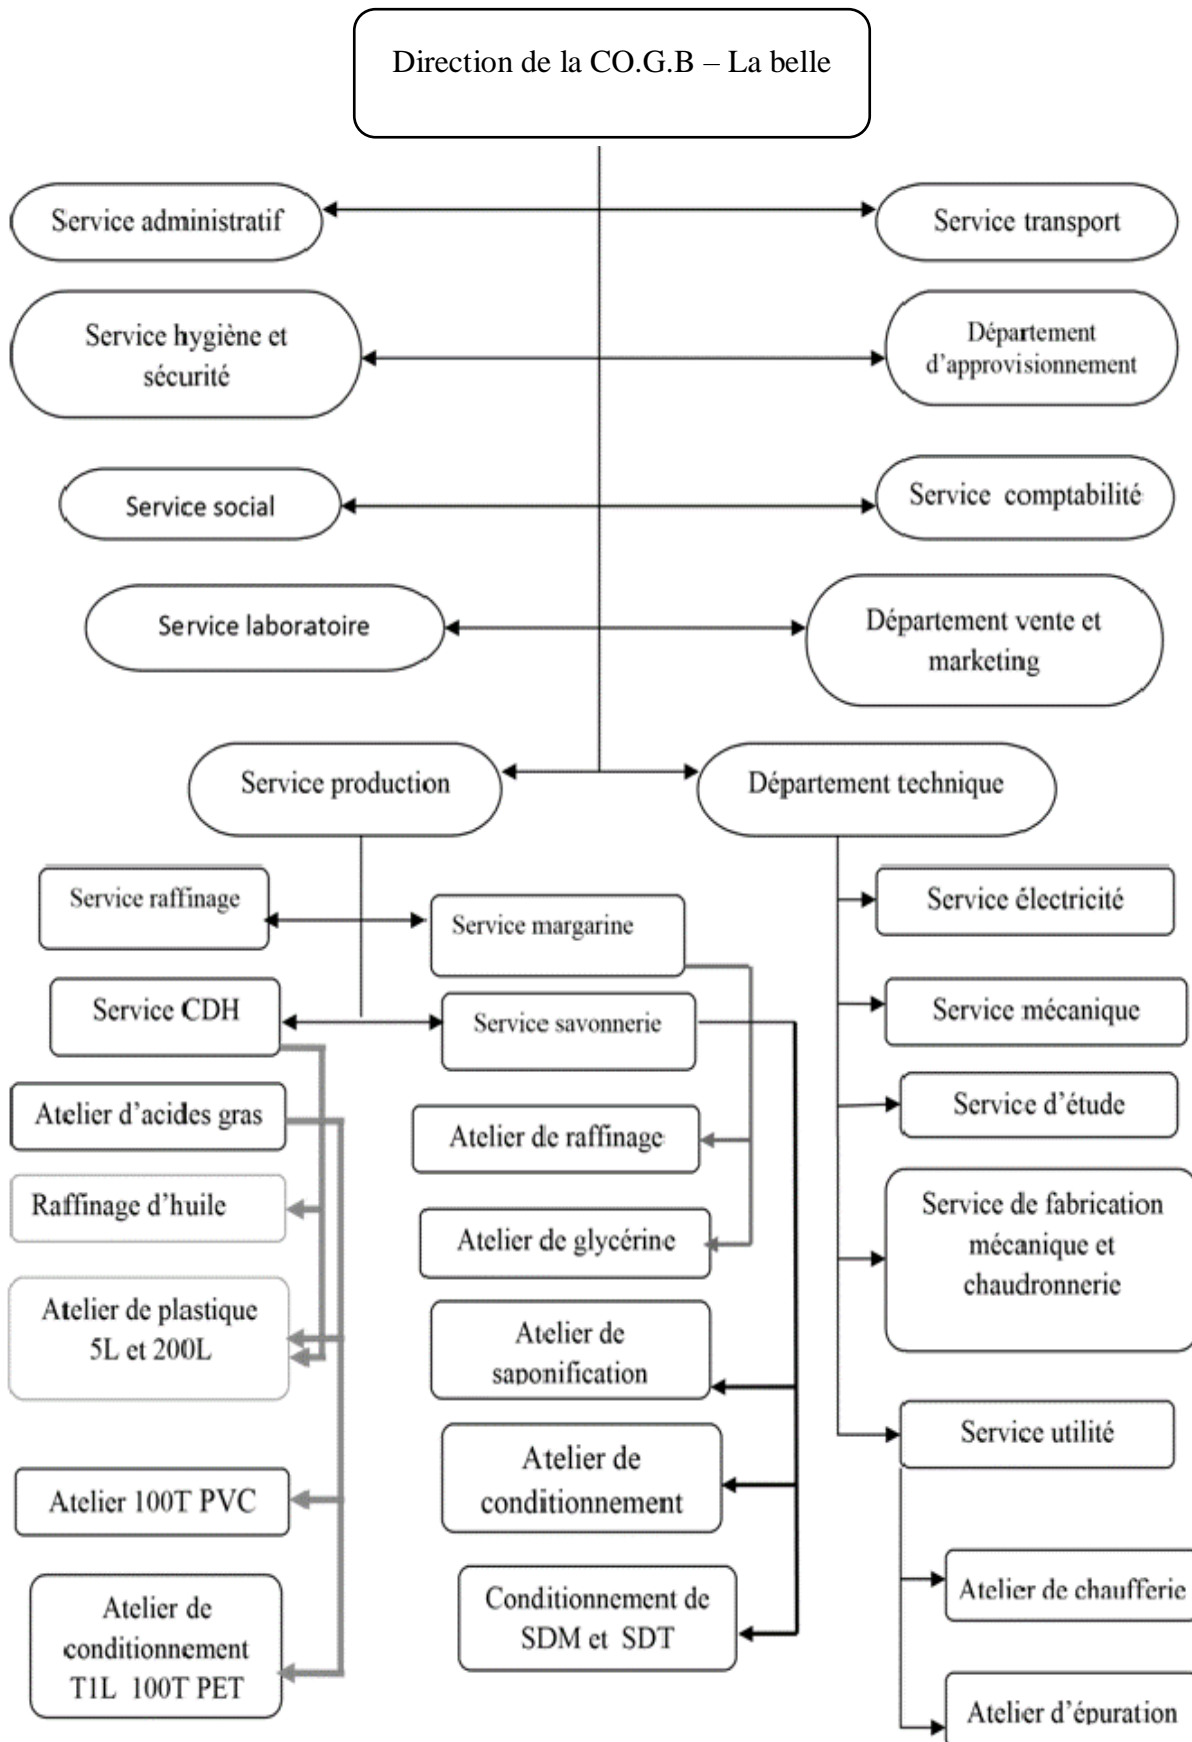 Direction de la CO.G.B – La belle
Service administratif
Service transport
Service hygiène et
sécurité
Département
d'approvisionnement
Service social
Service comptabilité
Service laboratoire
Département vente et
marketing
Service production
Département technique
Service raffinage
Service margarine
Service électricité
Service CDH
Service savonnerie
Service mécanique
Atelier d'acides gras
Atelier de raffinage
Service d'étude
Raffinage d'huile
Atelier de glycérine
Service de fabrication
mécanique et
chaudronnerie
Atelier de plastique
5L et 200L
Atelier de
saponification
Service utilité
Atelier 100T PVC
Atelier de
conditionnement
Atelier de chaufferie
Atelier de
conditionnement
T1L 100T PET
Conditionnement de
SDM et SDT
Atelier d'épuration